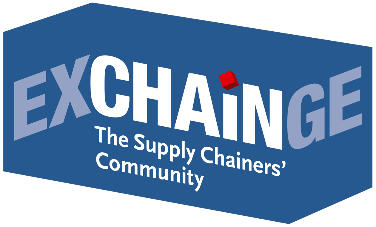 EXCHAiNGE
The Supply Chainers'
Community